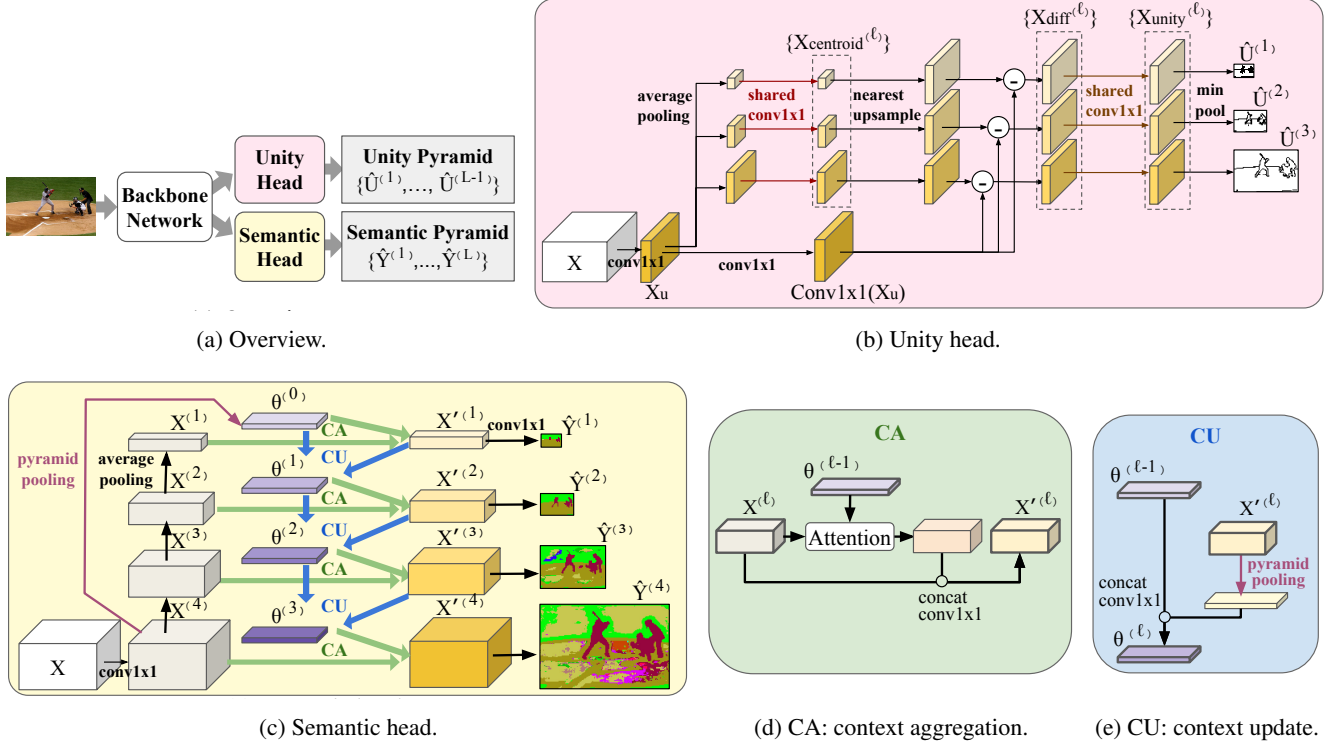 Backbone
Network
Unity
Head
Semantic
Head
Unity Pyramid
{Û⁽¹⁾,..., Û⁽ᴸ⁻¹⁾}
Semantic Pyramid
{Ŷ⁽¹⁾,...,Ŷ⁽ᴸ⁾}
(a) Overview.
{Xcentroid⁽ℓ⁾}
{Xdiff⁽ℓ⁾}
{Xunity⁽ℓ⁾}
average
pooling
shared
conv1x1
nearest
upsample
-
-
-
shared
conv1x1
min
pool
Û⁽¹⁾
Û⁽²⁾
Û⁽³⁾
X
conv1x1
Xu
conv1x1
Conv1x1(Xu)
(b) Unity head.
pyramid
pooling
average
pooling
X⁽¹⁾
X⁽²⁾
X⁽³⁾
X⁽⁴⁾
X
conv1x1
θ⁽⁰⁾
CA
CU
θ⁽¹⁾
CA
CU
θ⁽²⁾
CA
CU
θ⁽³⁾
CA
X′⁽¹⁾
X′⁽²⁾
X′⁽³⁾
X′⁽⁴⁾
conv1x1
Ŷ⁽¹⁾
Ŷ⁽²⁾
Ŷ⁽³⁾
Ŷ⁽⁴⁾
(c) Semantic head.
CA
θ⁽ℓ⁻¹⁾
X⁽ℓ⁾
Attention
X′⁽ℓ⁾
concat
conv1x1
(d) CA: context aggregation.
CU
θ⁽ℓ⁻¹⁾
X′⁽ℓ⁾
pyramid
pooling
concat
conv1x1
θ⁽ℓ⁾
(e) CU: context update.